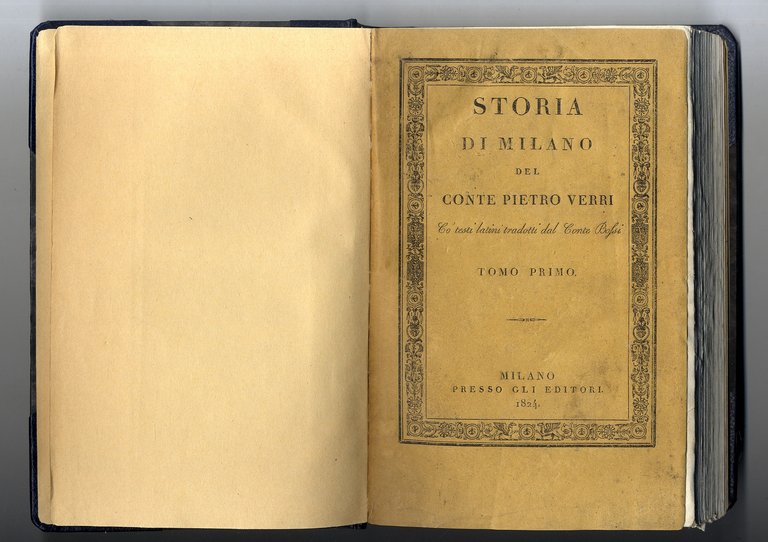 STORIA
DI MILANO
DEL
CONTE PIETRO VERRI
Co' testi latini tradotti dal Conte Bossi
TOMO PRIMO.
MILANO
PRESSO GLI EDITORI.
1824.